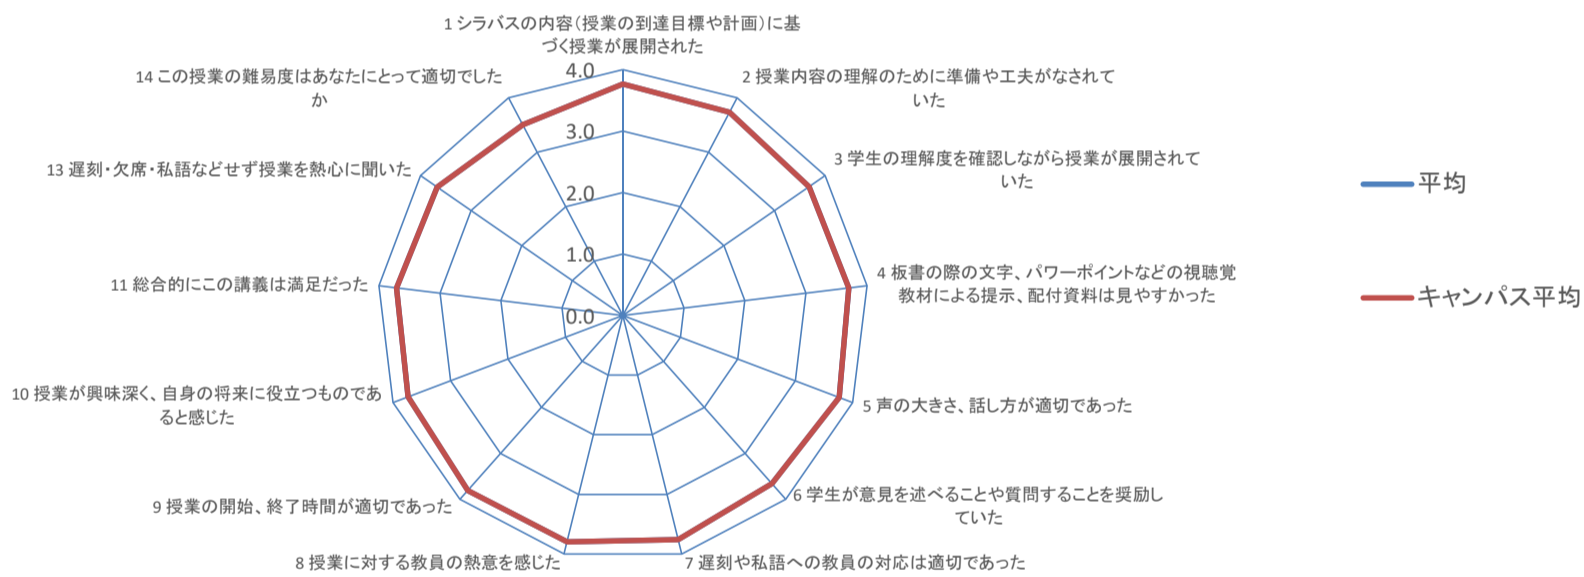 1 シラバスの内容（授業の到達目標や計画）に基
づく授業が展開された
2 授業内容の理解のために準備や工夫がなされて
いた
3 学生の理解度を確認しながら授業が展開されて
いた
4 板書の際の文字、パワーポイントなどの視聴覚
教材による提示、配付資料は見やすかった
5 声の大きさ、話し方が適切であった
6 学生が意見を述べることや質問することを奨励し
ていた
7 遅刻や私語への教員の対応は適切であった
8 授業に対する教員の熱意を感じた
9 授業の開始、終了時間が適切であった
10 授業が興味深く、自身の将来に役立つものであ
ると感じた
11 総合的にこの講義は満足だった
13 遅刻・欠席・私語などせず授業を熱心に聞いた
14 この授業の難易度はあなたにとって適切でした
か
4.0
3.0
2.0
1.0
0.0
平均
キャンパス平均